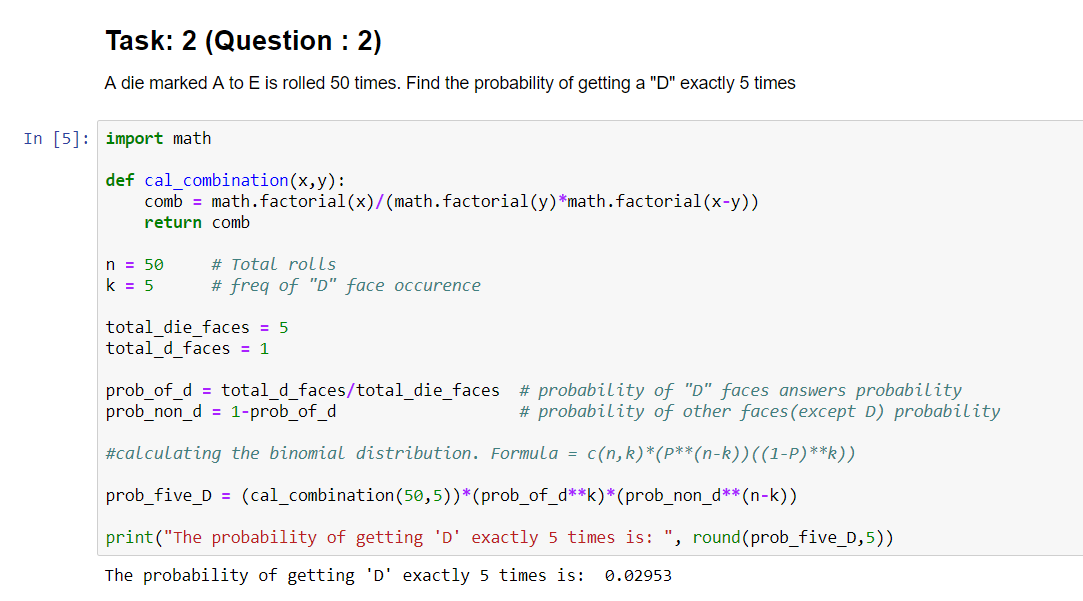 Task: 2 (Question : 2)
A die marked A to E is rolled 50 times. Find the probability of getting a "D" exactly 5 times
In [5]: import math
def cal_combination(x,y):
    comb = math.factorial(x)/(math.factorial(y)*math.factorial(x-y))
    return comb
n = 50     # Total rolls
k = 5      # freq of "D" face occurence
total_die_faces = 5
total_d_faces = 1
prob_of_d = total_d_faces/total_die_faces  # probability of "D" faces answers probability
prob_non_d = 1-prob_of_d                   # probability of other faces(except D) probability
#calculating the binomial distribution. Formula = c(n,k)*(P**(n-k))((1-P)**k))
prob_five_D = (cal_combination(50,5))*(prob_of_d**k)*(prob_non_d**(n-k))
print("The probability of getting 'D' exactly 5 times is: ", round(prob_five_D,5))
The probability of getting 'D' exactly 5 times is:  0.02953